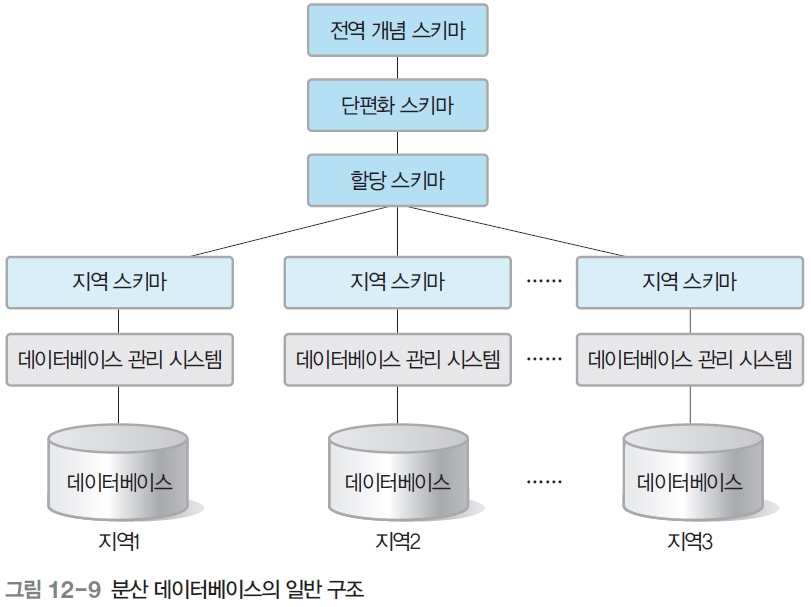 전역 개념 스키마
단편화 스키마
할당 스키마
지역 스키마 지역 스키마 ...... 지역 스키마
데이터베이스 관리 시스템 데이터베이스 관리 시스템 ...... 데이터베이스 관리 시스템
데이터베이스 데이터베이스 ...... 데이터베이스
지역1 지역2 지역3
그림 12-9 분산 데이터베이스의 일반 구조